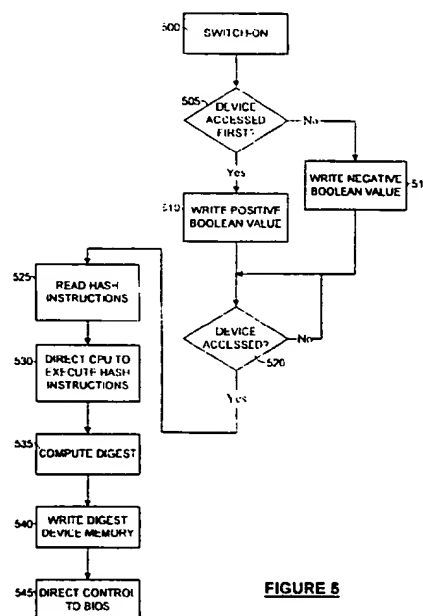 500
SWITCH-ON
505
DEVICE
ACCESSED
FIRST?
No
Yes
510
WRITE POSITIVE
BOOLEAN VALUE
WRITE NEGATIVE
BOOLEAN VALUE
51
DEVICE
ACCESSED?
520
No
Yes
525
READ HASH
INSTRUCTIONS
530
DIRECT CPU TO
EXECUTE HASH
INSTRUCTIONS
535
COMPUTE DIGEST
540
WRITE DIGEST
DEVICE MEMORY
545
DIRECT CONTROL
TO BIOS
FIGURE 5